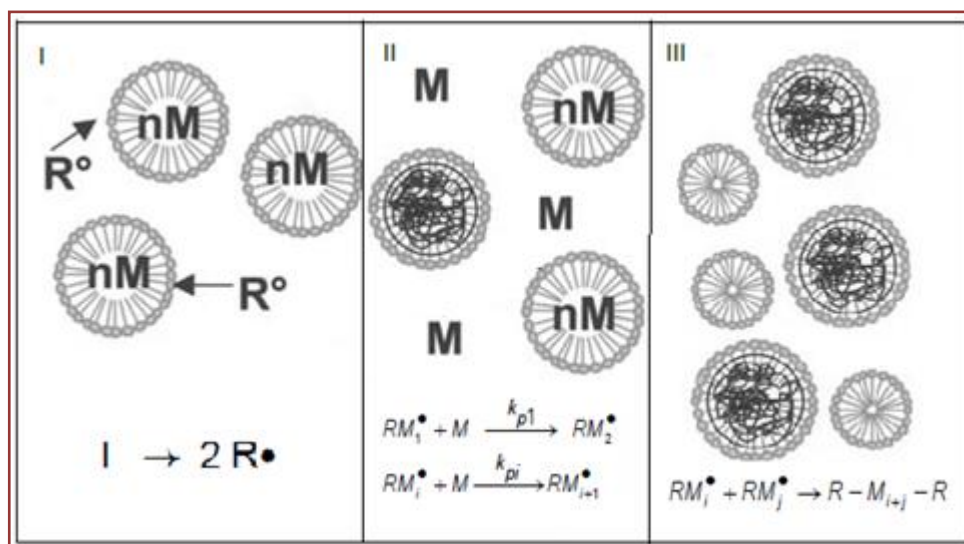 I
nM
R°
nM
nM
R°
I → 2 R•
II
M
nM
M
nM
M
RM₁• + M —kₚ1→ RM₂•
RMᵢ• + M —kₚᵢ→ RMᵢ₊₁•
III
RMᵢ• + RMⱼ• → R – Mᵢ₊ⱼ – R